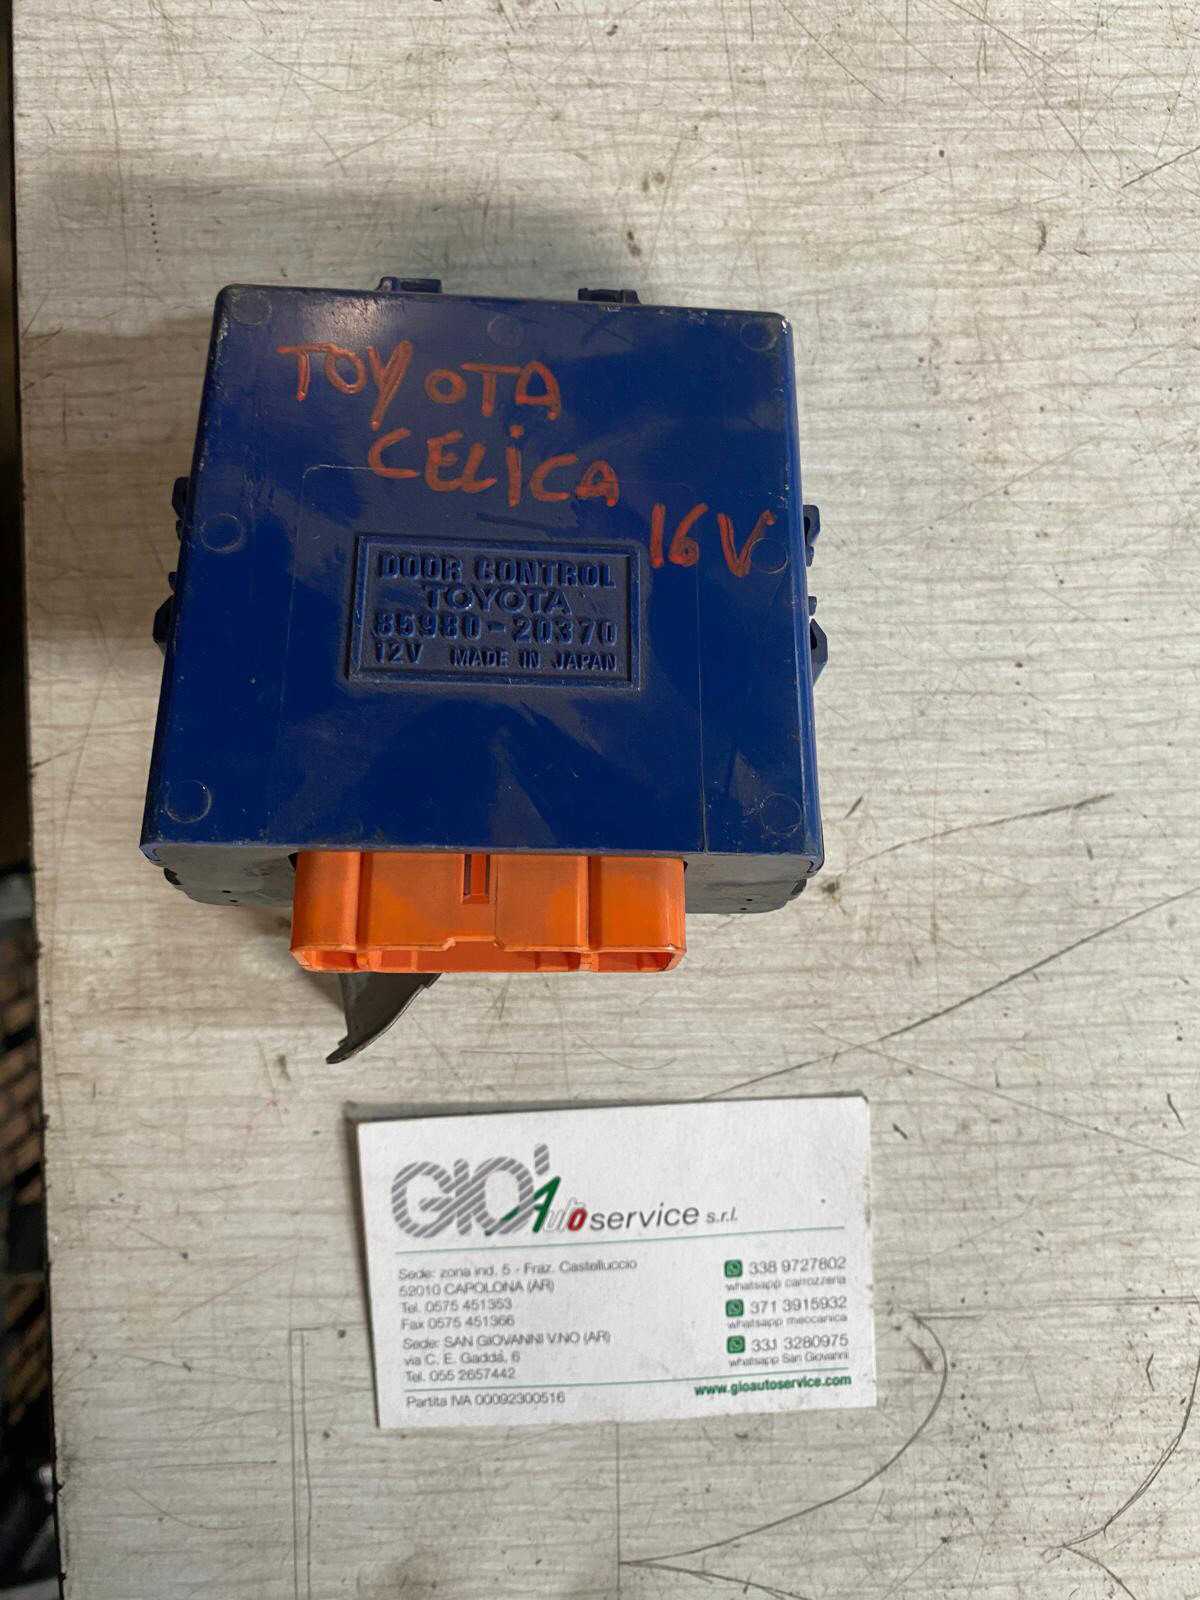 TOYOTA
CELiCA
16V
DOOR CONTROL
TOYOTA
85980-20370
12V MADE IN JAPAN
GIO' Auto service s.r.l.
Sede: zona ind. 5 - Fraz. Castelluccio
52010 CAPOLONA (AR)
Tel. 0575 451353
Fax 0575 451366
Sede: SAN GIOVANNI V.NO (AR)
via C. E. Gadda, 6
Tel. 055 2657442
Partita IVA 00092300516
338 9727802
whatsapp carrozzeria
371 3915932
whatsapp meccanica
331 3280975
whatsapp San Giovanni
www.gioautoservice.com